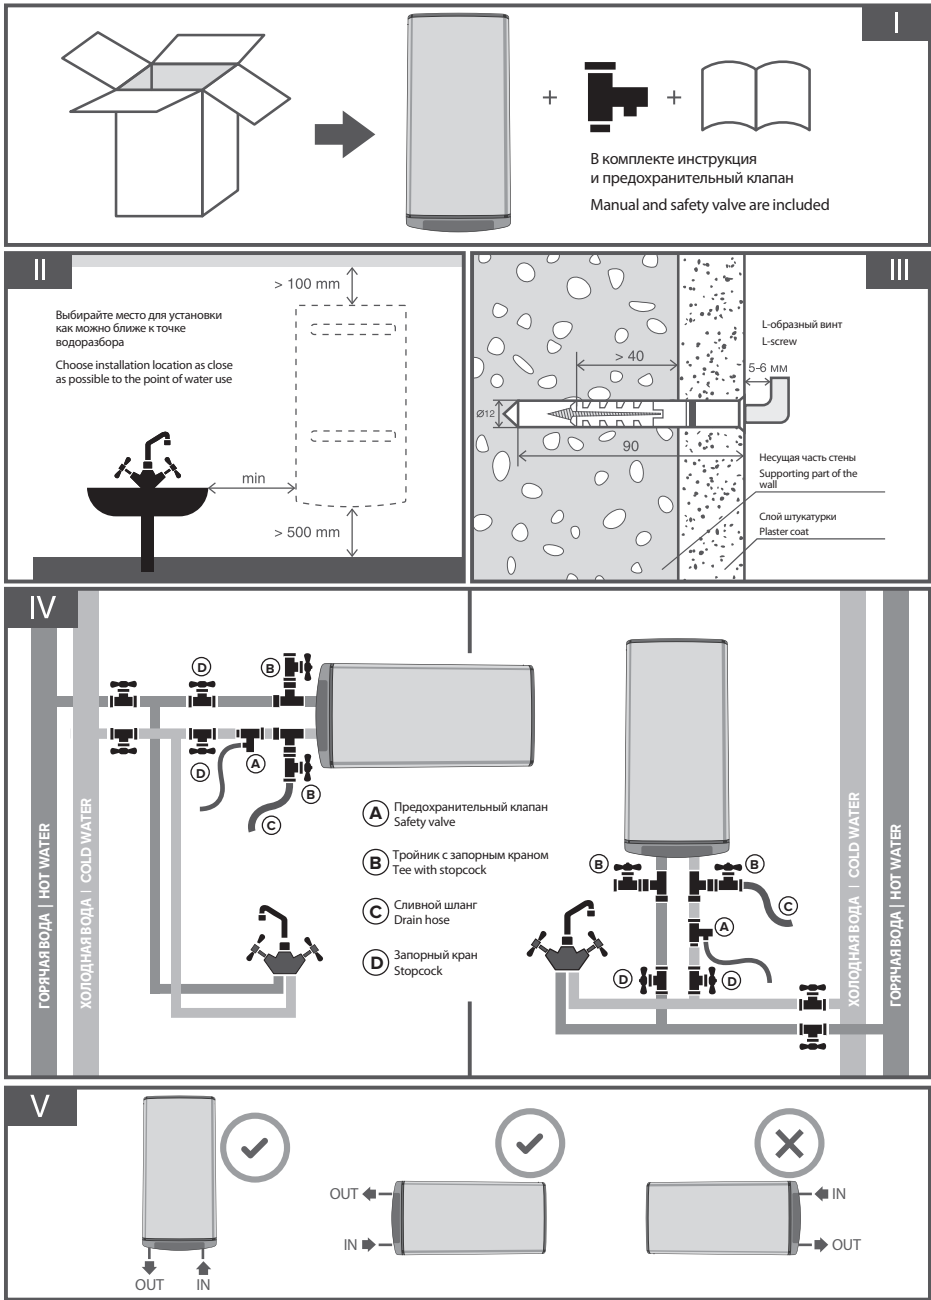 I
+
+
В комплекте инструкция
и предохранительный клапан
Manual and safety valve are included
II
> 100 mm
Выбирайте место для установки
как можно ближе к точке
водоразбора
Choose installation location as close
as possible to the point of water use
min
> 500 mm
III
L-образный винт
L-screw
> 40
5-6 мм
Ø12
90
Несущая часть стены
Supporting part of the
wall
Слой штукатурки
Plaster coat
IV
D
B
D
A
B
C
A Предохранительный клапан
Safety valve
B Тройник с запорным краном
Tee with stopcock
C Сливной шланг
Drain hose
D Запорный кран
Stopcock
ГОРЯЧАЯ ВОДА | HOT WATER
ХОЛОДНАЯ ВОДА | COLD WATER
B
B
C
A
D
D
ХОЛОДНАЯ ВОДА | COLD WATER
ГОРЯЧАЯ ВОДА | HOT WATER
V
OUT
IN
OUT
IN
IN
OUT